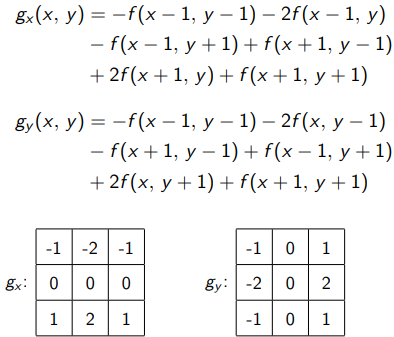 gₓ(x, y) = −f(x − 1, y − 1) − 2f(x − 1, y)
− f(x − 1, y + 1) + f(x + 1, y − 1)
+ 2f(x + 1, y) + f(x + 1, y + 1)
g_y(x, y) = −f(x − 1, y − 1) − 2f(x, y − 1)
− f(x + 1, y − 1) + f(x − 1, y + 1)
+ 2f(x, y + 1) + f(x + 1, y + 1)
-1 -2 -1
gₓ: 0 0 0
1 2 1
-1 0 1
g_y: -2 0 2
-1 0 1